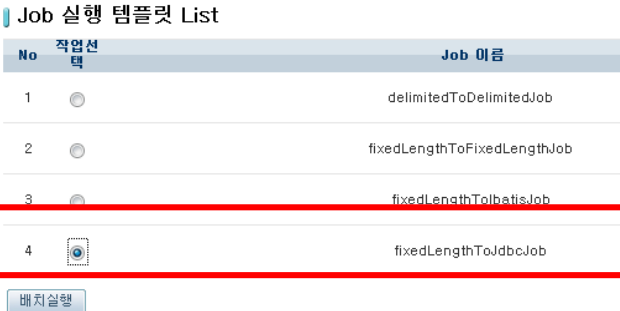 Job 실행 템플릿 List
No 작업선택 Job 이름
1 delimitedToDelimitedJob
2 fixedLengthToFixedLengthJob
3 fixedLengthToIbatisJob
4 fixedLengthToJdbcJob
배치실행